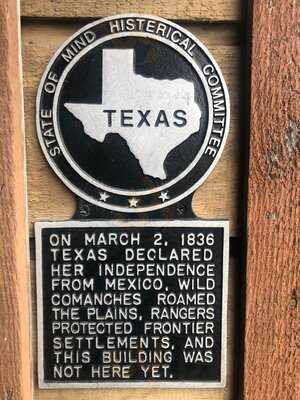 STATE OF MIND HISTERICAL COMMITTEE
TEXAS
ON MARCH 2, 1836
TEXAS DECLARED
HER INDEPENDENCE
FROM MEXICO, WILD
COMANCHES ROAMED
THE PLAINS, RANGERS
PROTECTED FRONTIER
SETTLEMENTS, AND
THIS BUILDING WAS
NOT HERE YET.